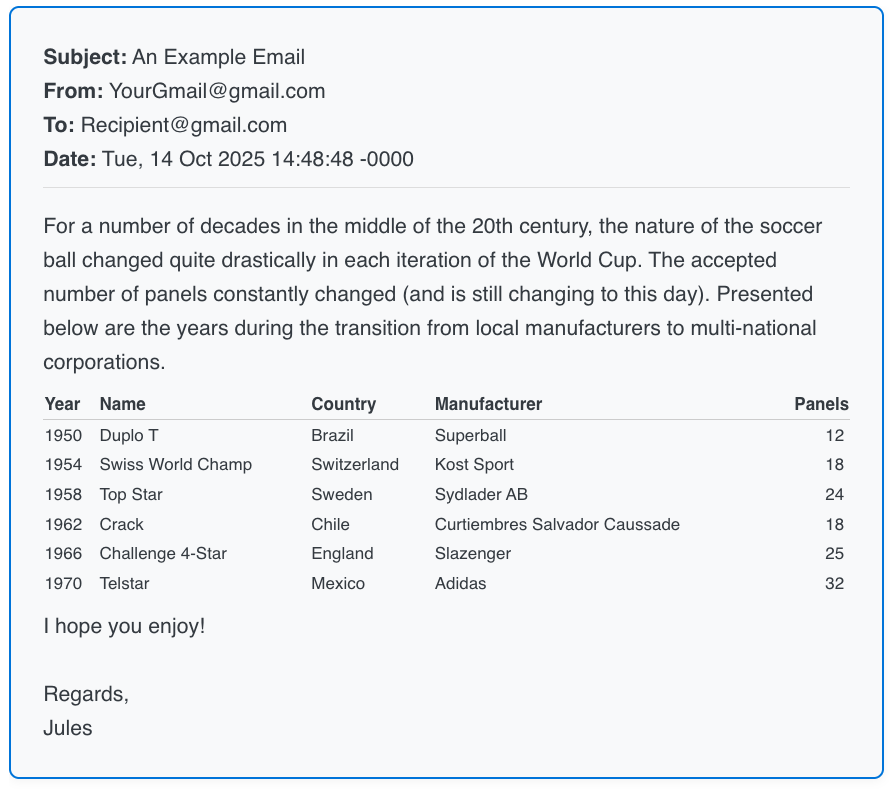 Subject: An Example Email
From: YourGmail@gmail.com
To: Recipient@gmail.com
Date: Tue, 14 Oct 2025 14:48:48 -0000
For a number of decades in the middle of the 20th century, the nature of the soccer
ball changed quite drastically in each iteration of the World Cup. The accepted
number of panels constantly changed (and is still changing to this day). Presented
below are the years during the transition from local manufacturers to multi-national
corporations.
Year Name Country Manufacturer Panels
1950 Duplo T Brazil Superball 12
1954 Swiss World Champ Switzerland Kost Sport 18
1958 Top Star Sweden Sydlader AB 24
1962 Crack Chile Curtiembres Salvador Caussade 18
1966 Challenge 4-Star England Slazenger 25
1970 Telstar Mexico Adidas 32
I hope you enjoy!
Regards,
Jules